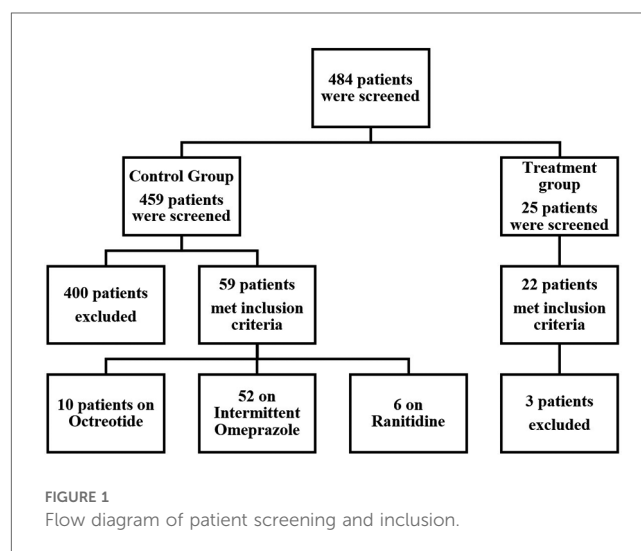 484 patients
were screened
Control Group
459 patients
were screened
Treatment
group
25 patients
were screened
400 patients
excluded
59 patients
met inclusion
criteria
22 patients
met inclusion
criteria
10 patients on
Octreotide
52 on
Intermittent
Omeprazole
6 on
Ranitidine
3 patients
excluded
FIGURE 1
Flow diagram of patient screening and inclusion.